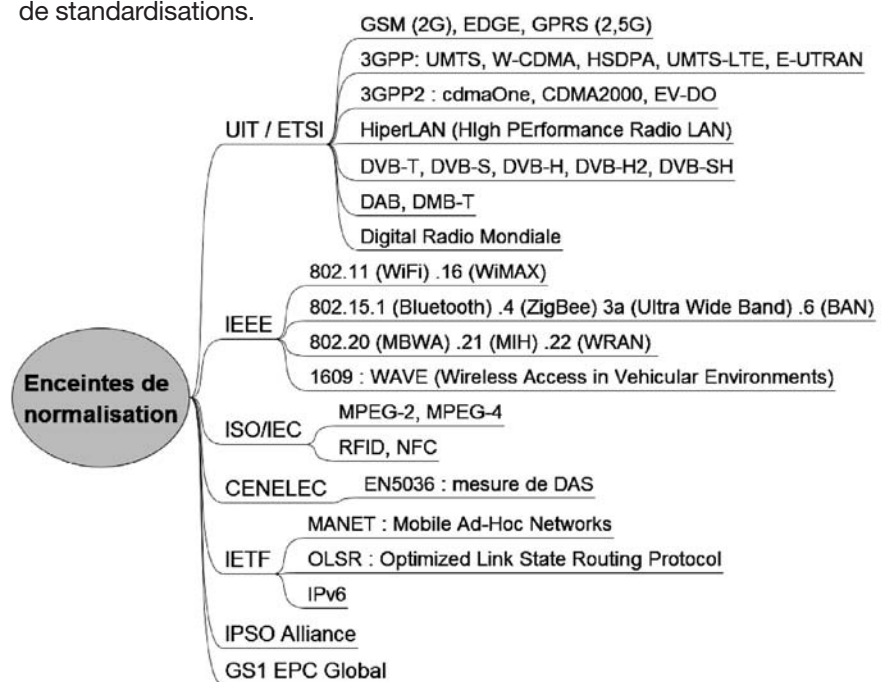 de standardisations.
GSM (2G), EDGE, GPRS (2,5G)
3GPP: UMTS, W-CDMA, HSDPA, UMTS-LTE, E-UTRAN
3GPP2 : cdmaOne, CDMA2000, EV-DO
UIT / ETSI
HiperLAN (HIgh PErformance Radio LAN)
DVB-T, DVB-S, DVB-H, DVB-H2, DVB-SH
DAB, DMB-T
Digital Radio Mondiale
802.11 (WiFi) .16 (WiMAX)
802.15.1 (Bluetooth) .4 (ZigBee) 3a (Ultra Wide Band) .6 (BAN)
IEEE
802.20 (MBWA) .21 (MIH) .22 (WRAN)
1609 : WAVE (Wireless Access in Vehicular Environments)
Enceintes de
normalisation
MPEG-2, MPEG-4
ISO/IEC
RFID, NFC
CENELEC
EN5036 : mesure de DAS
MANET : Mobile Ad-Hoc Networks
IETF
OLSR : Optimized Link State Routing Protocol
IPv6
IPSO Alliance
GS1 EPC Global